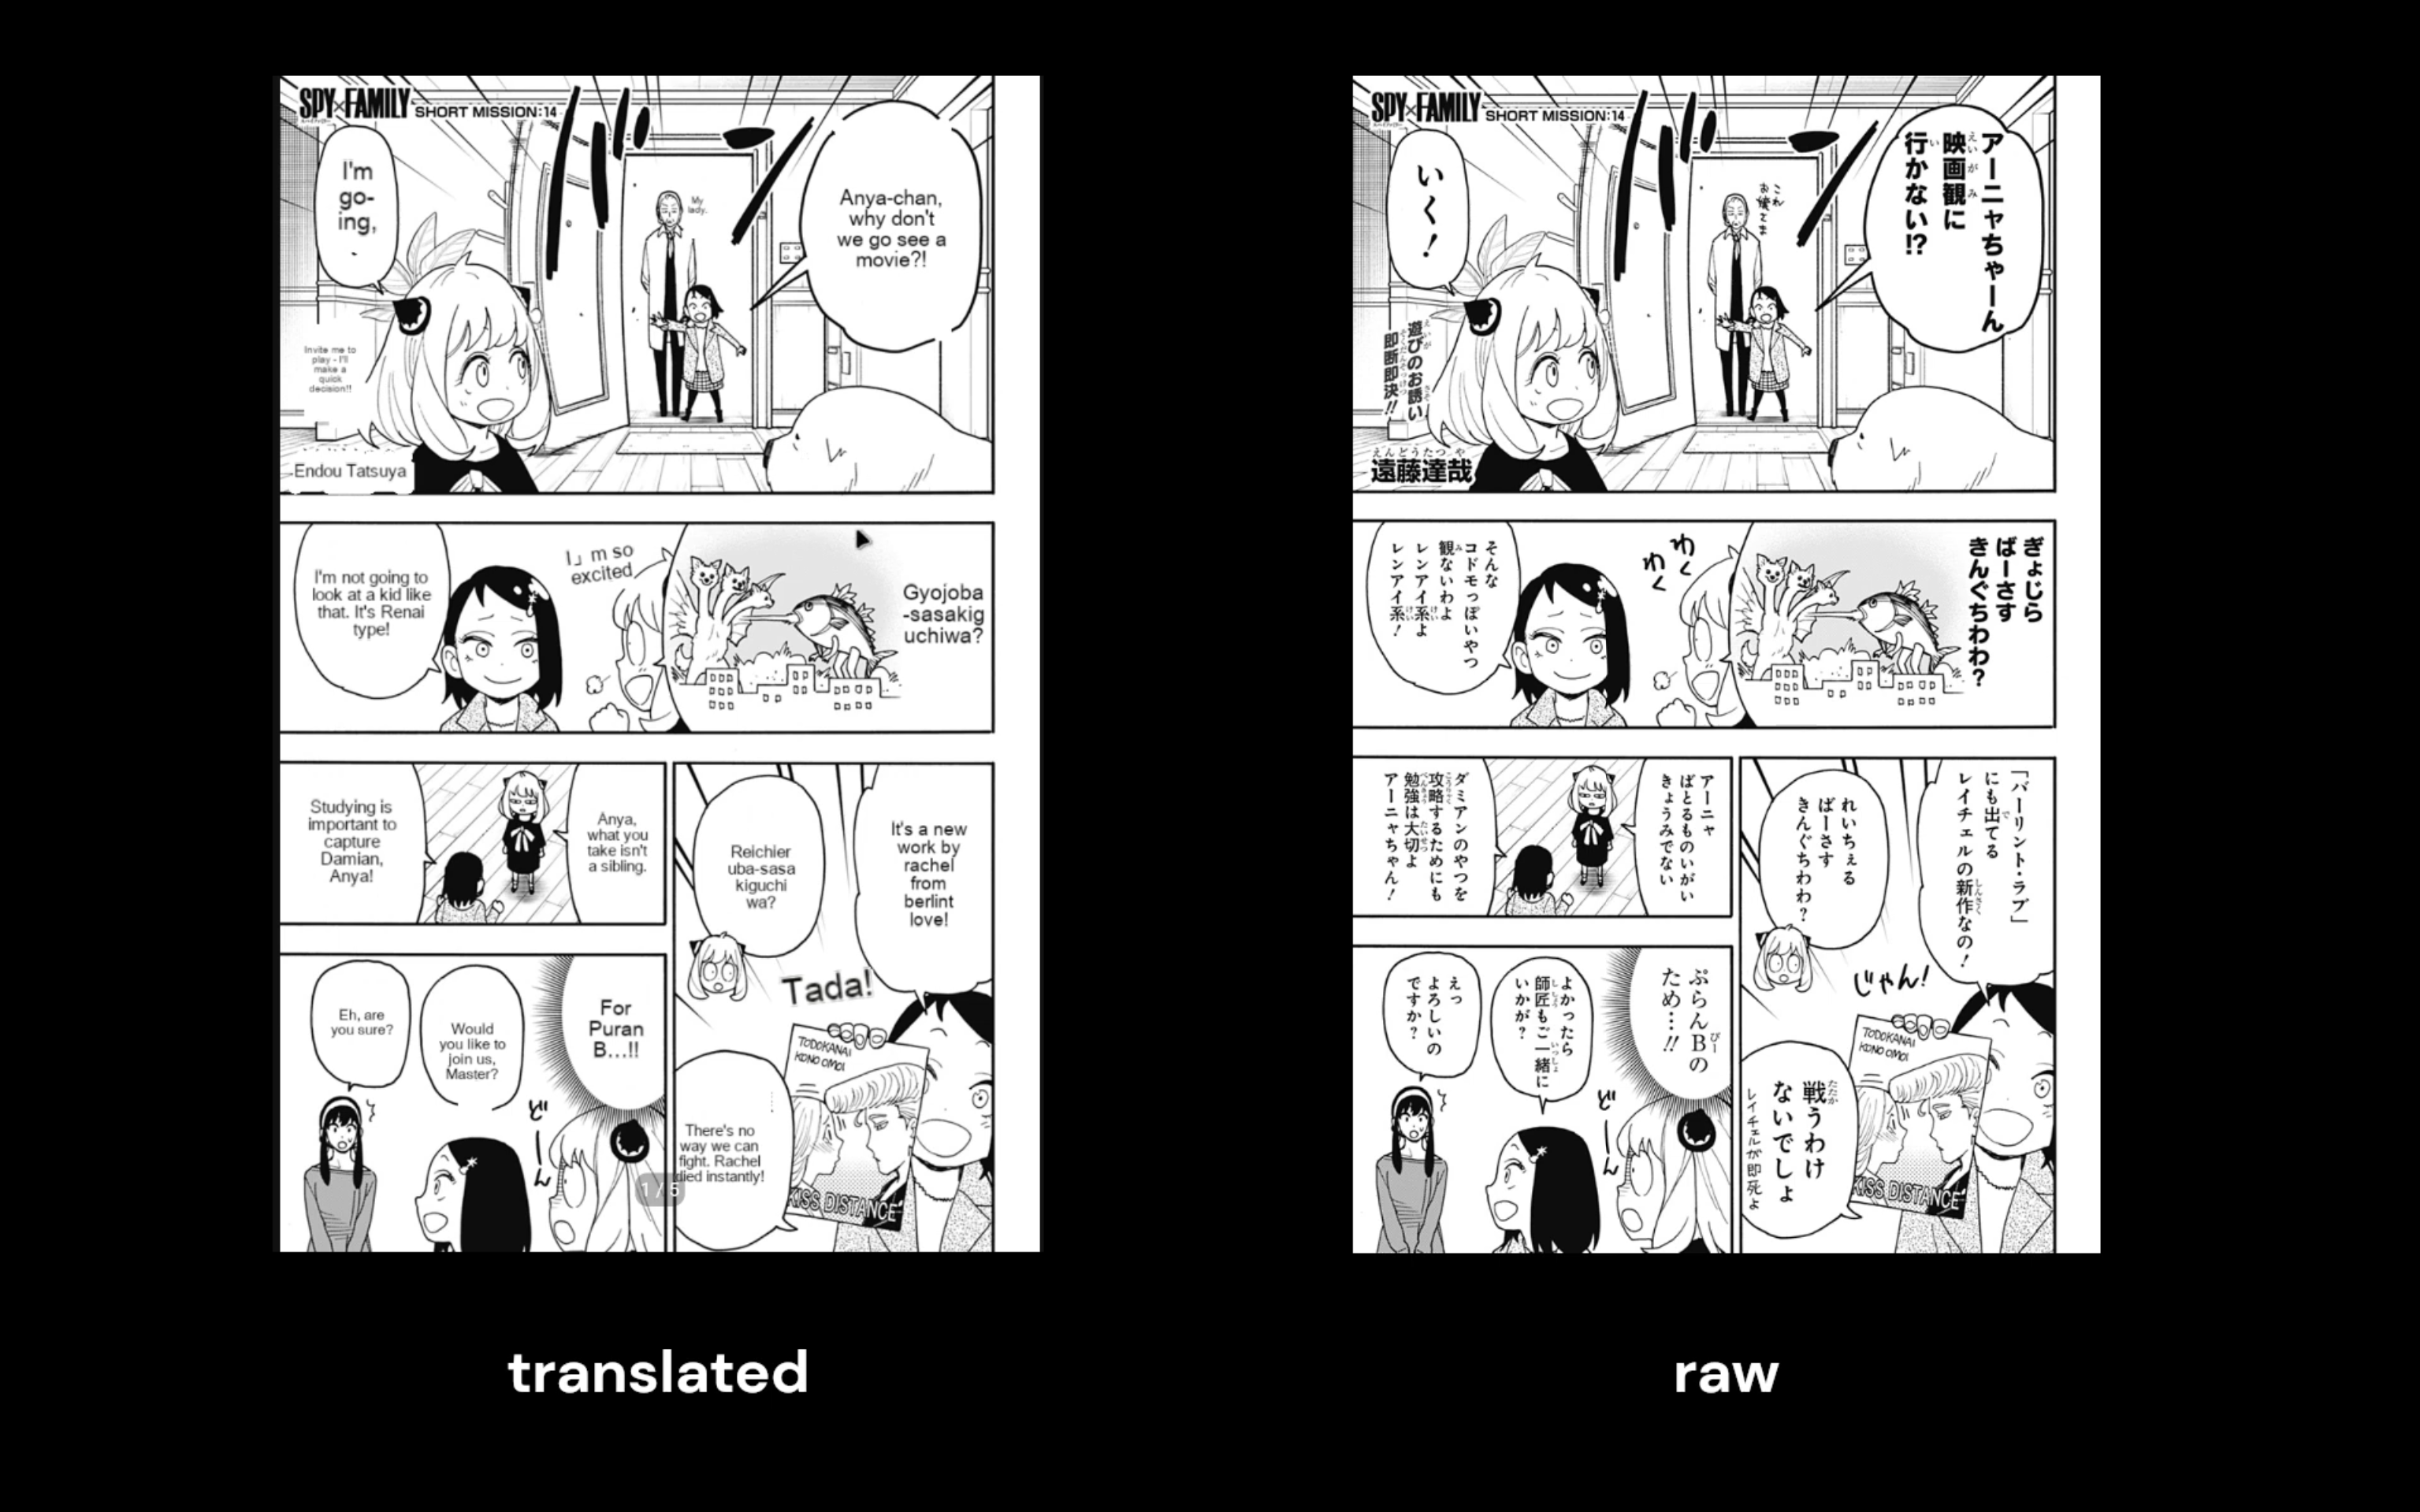 SPY×FAMILY SHORT MISSION:14
Anya-chan,
why don't
we go see a
movie?!
My
lady.
I'm
go-
ing,
Invite me to
play - I'll
make a
quick
decision!!
Endou Tatsuya
Gyojoba
-sasakig
uchiwa?
I」m so
excited
I'm not going to
look at a kid like
that. It's Renai
type!
It's a new
work by
rachel
from
berlint
love!
Reichier
uba-sasa
kiguchi
wa?
Tada!
TODOKANAI
KONO OMOI
KISS DISTANCE
There's no
way we can
fight. Rachel
died instantly!
Anya,
what you
take isn't
a sibling.
Studying is
important to
capture
Damian,
Anya!
For
Puran
B...!!
どーん
Would
you like to
join us,
Master?
Eh, are
you sure?
1 / 5
translated
SPY×FAMILY SHORT MISSION:14
アーニャちゃーん
映画観に
行かない!?
これ
お嬢さま
いく!
遊びのお誘い
即断即決!!
えんどうたつや
遠藤達哉
ぎょじら
ばーさす
きんぐちわわ?
わく
わく
そんな
コドモっぽいやつ
観ないわよ
レンアイ系よ
レンアイ系!
「バーリント・ラブ」
にも出てる
レイチェルの新作なの!
れいちぇる
ばーさす
きんぐちわわ?
じゃん!
TODOKANAI
KONO OMOI
KISS DISTANCE
戦うわけ
ないでしょ
レイチェルが即死よ
アーニャ
ばとるものいがい
きょうみでない
ダミアンのやつを
攻略するためにも
勉強は大切よ
アーニャちゃん!
ぷらんBの
ため…!!
どーん
よかったら
師匠もご一緒に
いかが?
えっ
よろしいの
ですか?
raw